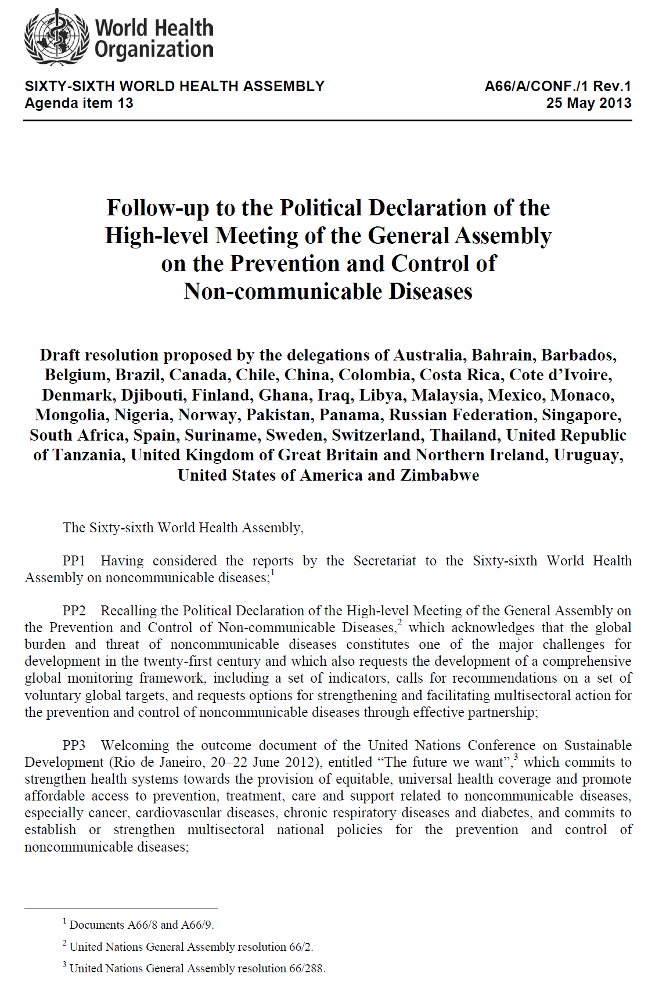 World Health
Organization
SIXTY-SIXTH WORLD HEALTH ASSEMBLY A66/A/CONF./1 Rev.1
Agenda item 13 25 May 2013
Follow-up to the Political Declaration of the
High-level Meeting of the General Assembly
on the Prevention and Control of
Non-communicable Diseases
Draft resolution proposed by the delegations of Australia, Bahrain, Barbados,
Belgium, Brazil, Canada, Chile, China, Colombia, Costa Rica, Cote d’Ivoire,
Denmark, Djibouti, Finland, Ghana, Iraq, Libya, Malaysia, Mexico, Monaco,
Mongolia, Nigeria, Norway, Pakistan, Panama, Russian Federation, Singapore,
South Africa, Spain, Suriname, Sweden, Switzerland, Thailand, United Republic
of Tanzania, United Kingdom of Great Britain and Northern Ireland, Uruguay,
United States of America and Zimbabwe
The Sixty-sixth World Health Assembly,
PP1 Having considered the reports by the Secretariat to the Sixty-sixth World Health
Assembly on noncommunicable diseases;1
PP2 Recalling the Political Declaration of the High-level Meeting of the General Assembly on
the Prevention and Control of Non-communicable Diseases,2 which acknowledges that the global
burden and threat of noncommunicable diseases constitutes one of the major challenges for
development in the twenty-first century and which also requests the development of a comprehensive
global monitoring framework, including a set of indicators, calls for recommendations on a set of
voluntary global targets, and requests options for strengthening and facilitating multisectoral action for
the prevention and control of noncommunicable diseases through effective partnership;
PP3 Welcoming the outcome document of the United Nations Conference on Sustainable
Development (Rio de Janeiro, 20–22 June 2012), entitled “The future we want”,3 which commits to
strengthen health systems towards the provision of equitable, universal health coverage and promote
affordable access to prevention, treatment, care and support related to noncommunicable diseases,
especially cancer, cardiovascular diseases, chronic respiratory diseases and diabetes, and commits to
establish or strengthen multisectoral national policies for the prevention and control of
noncommunicable diseases;
1 Documents A66/8 and A66/9.
2 United Nations General Assembly resolution 66/2.
3 United Nations General Assembly resolution 66/288.